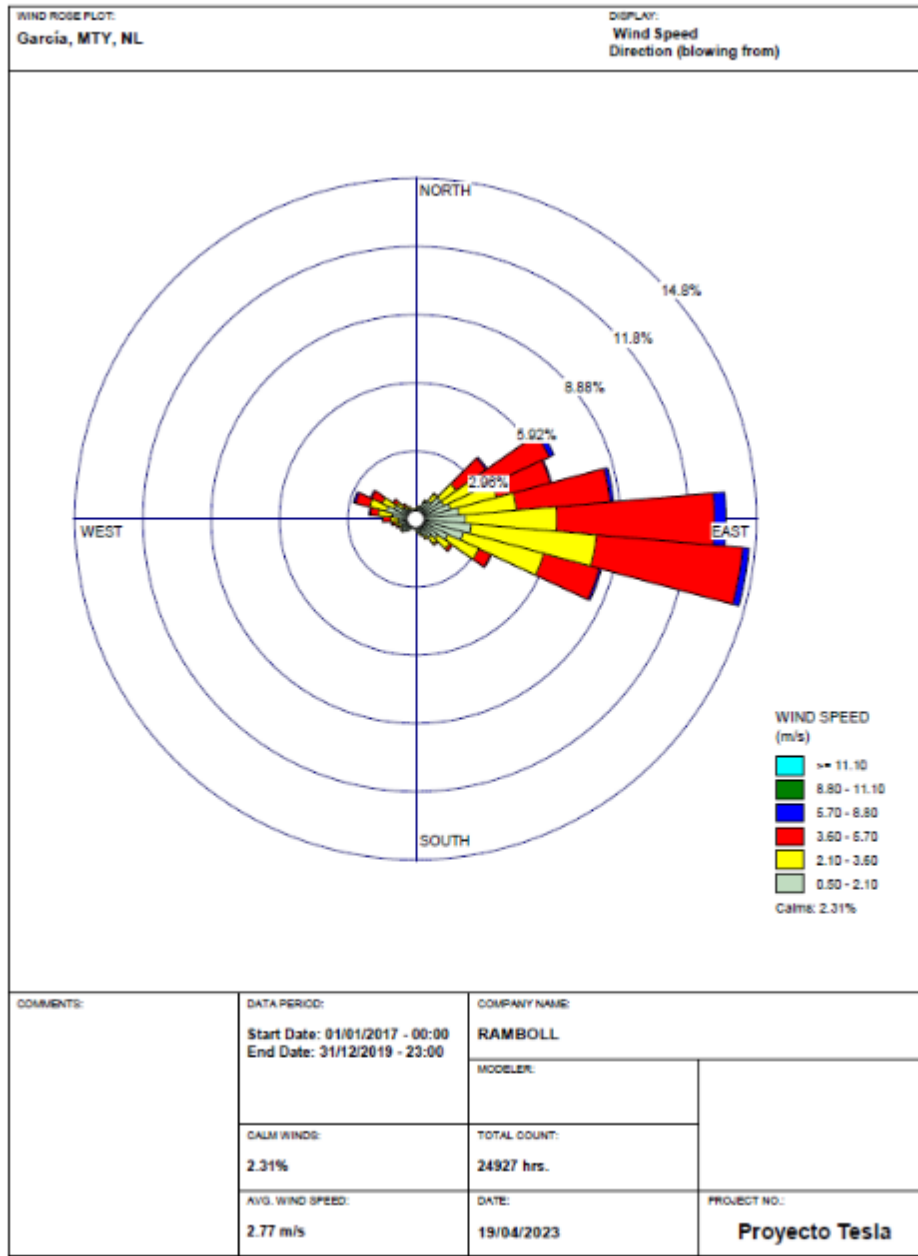 WIND ROSE PLOT:
García, MTY, NL
DISPLAY:
Wind Speed
Direction (blowing from)
NORTH
14.8%
11.8%
8.88%
5.92%
2.96%
WEST
EAST
SOUTH
WIND SPEED
(m/s)
>= 11.10
8.80 - 11.10
5.70 - 8.80
3.60 - 5.70
2.10 - 3.60
0.50 - 2.10
Calms: 2.31%
COMMENTS:
DATA PERIOD:
Start Date: 01/01/2017 - 00:00
End Date: 31/12/2019 - 23:00
COMPANY NAME:
RAMBOLL
MODELER:
CALM WINDS:
2.31%
TOTAL COUNT:
24927 hrs.
AVG. WIND SPEED:
2.77 m/s
DATE:
19/04/2023
PROJECT NO.:
Proyecto Tesla